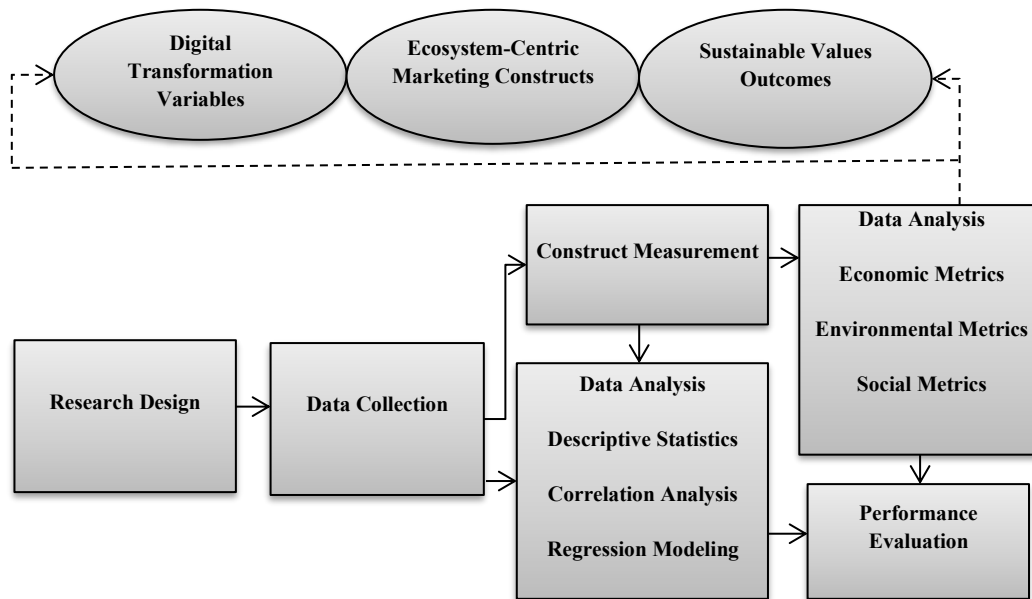 Digital
Transformation
Variables
Ecosystem-Centric
Marketing Constructs
Sustainable Values
Outcomes
Research Design
Data Collection
Construct Measurement
Data Analysis
Descriptive Statistics
Correlation Analysis
Regression Modeling
Data Analysis
Economic Metrics
Environmental Metrics
Social Metrics
Performance
Evaluation